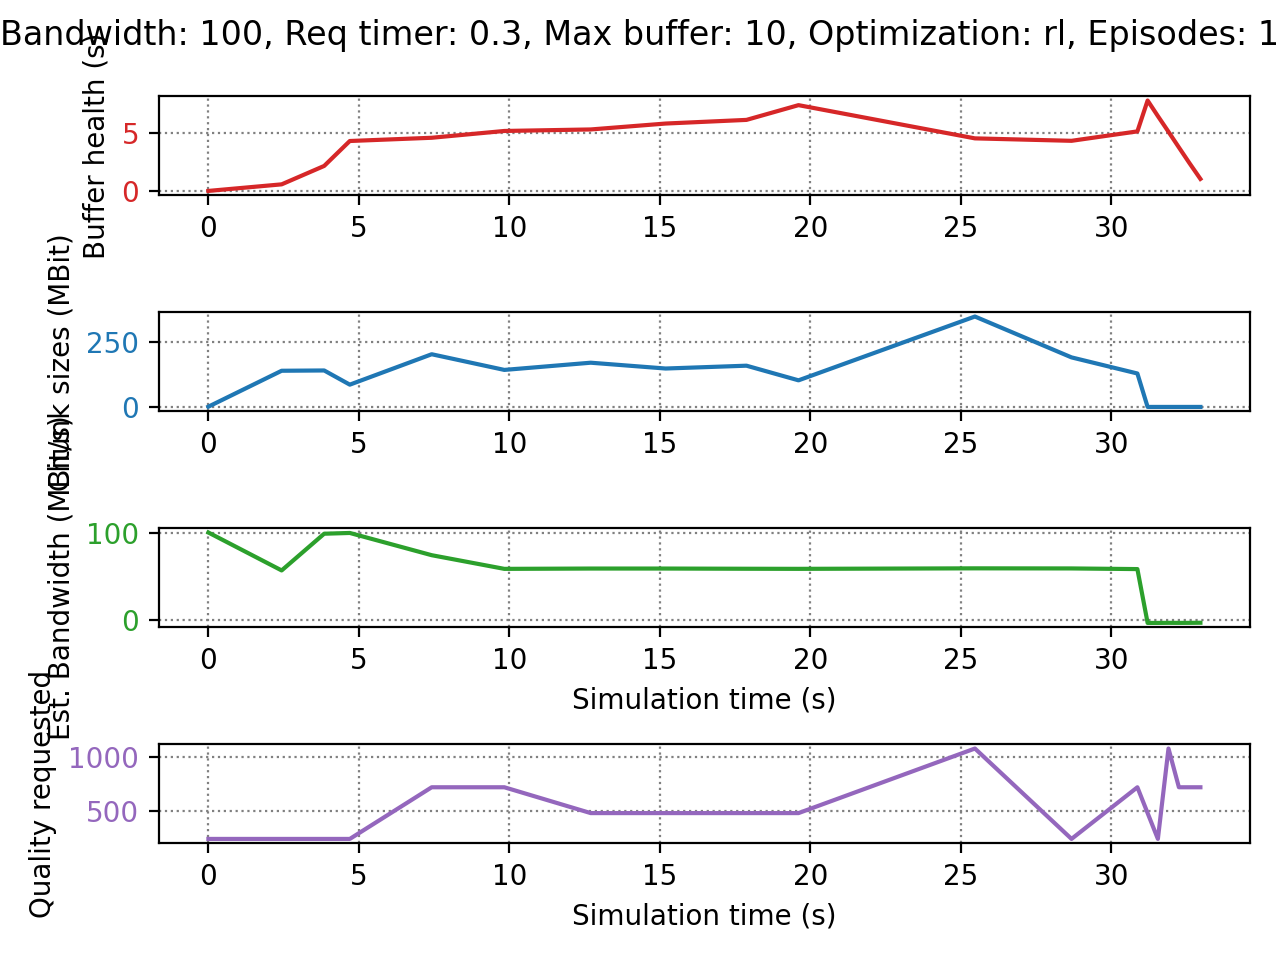 Bandwidth: 100, Req timer: 0.3, Max buffer: 10, Optimization: rl, Episodes: 1
Buffer health (s)
5
0
0 5 10 15 20 25 30
sizes (MBit)
250
0
0 5 10 15 20 25 30
Est. Bandwidth (MBit/s)
100
0
0 5 10 15 20 25 30
Simulation time (s)
Quality requested
1000
500
0 5 10 15 20 25 30
Simulation time (s)